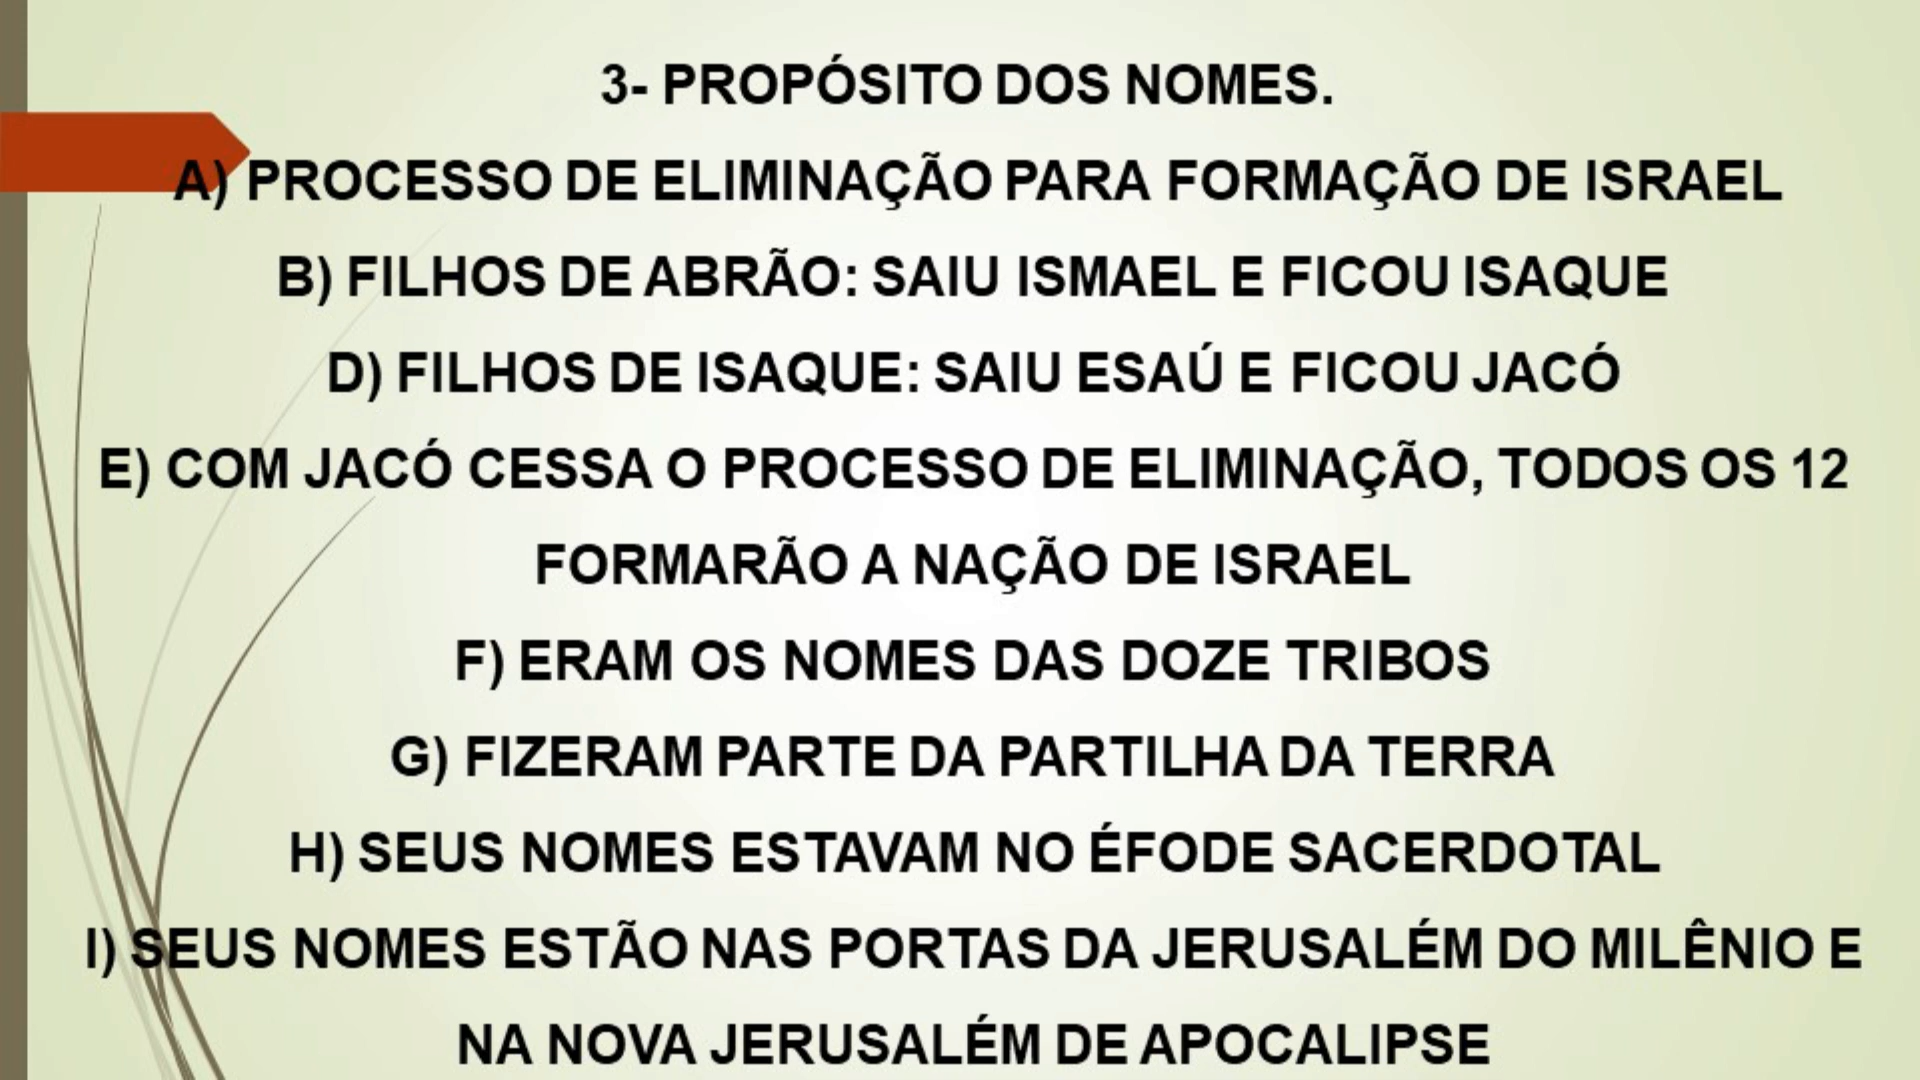 3- PROPÓSITO DOS NOMES.
A) PROCESSO DE ELIMINAÇÃO PARA FORMAÇÃO DE ISRAEL
B) FILHOS DE ABRÃO: SAIU ISMAEL E FICOU ISAQUE
D) FILHOS DE ISAQUE: SAIU ESAÚ E FICOU JACÓ
E) COM JACÓ CESSA O PROCESSO DE ELIMINAÇÃO, TODOS OS 12
FORMARÃO A NAÇÃO DE ISRAEL
F) ERAM OS NOMES DAS DOZE TRIBOS
G) FIZERAM PARTE DA PARTILHA DA TERRA
H) SEUS NOMES ESTAVAM NO ÉFODE SACERDOTAL
I) SEUS NOMES ESTÃO NAS PORTAS DA JERUSALÉM DO MILÊNIO E
NA NOVA JERUSALÉM DE APOCALIPSE